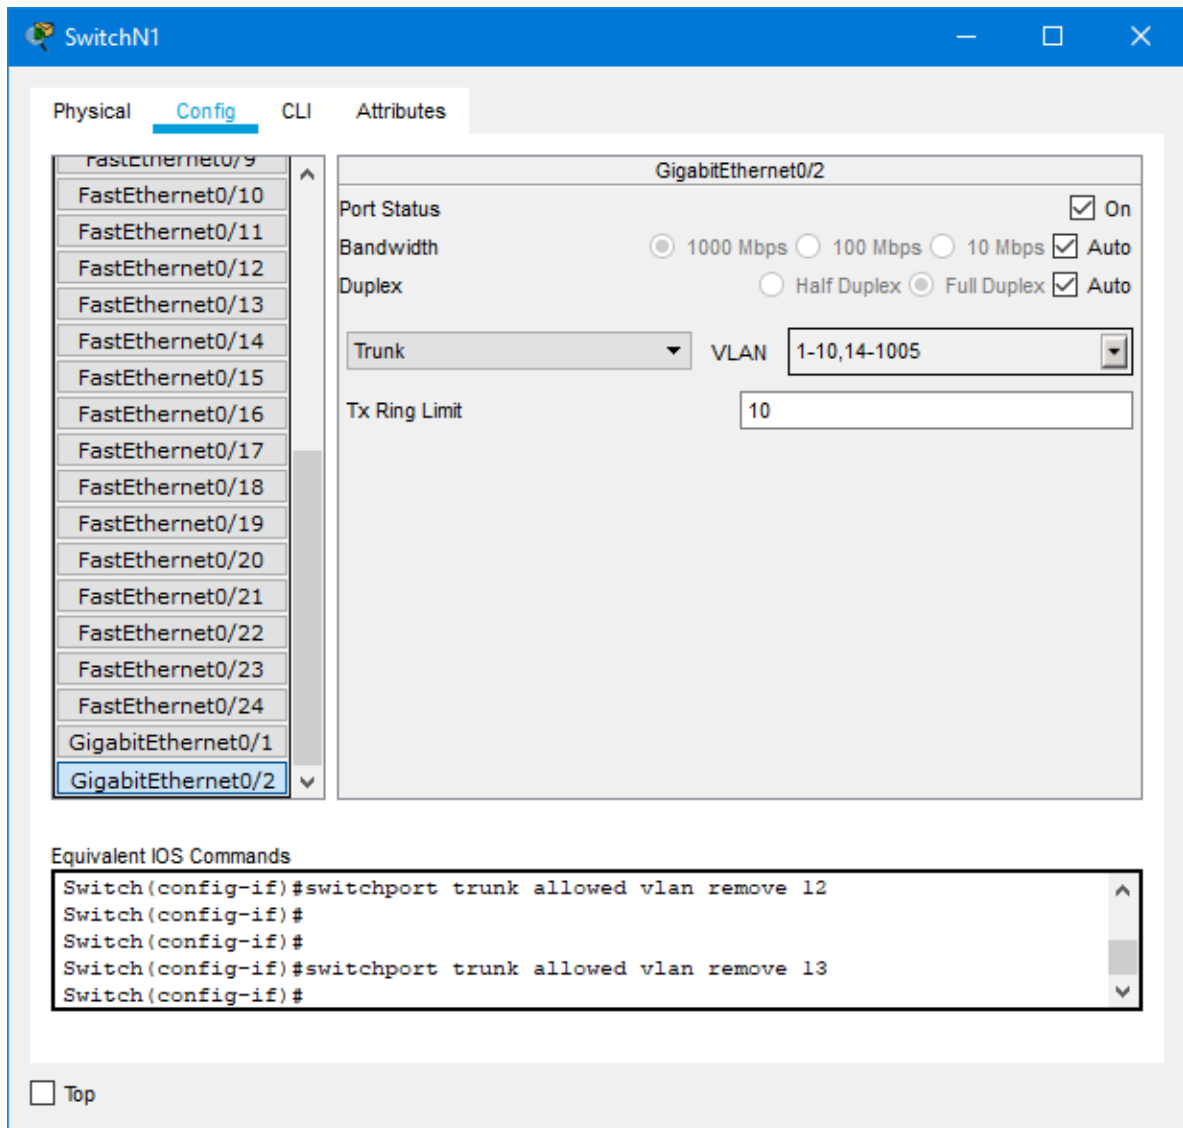 SwitchN1
Physical Config CLI Attributes
FastEthernet0/9
FastEthernet0/10
FastEthernet0/11
FastEthernet0/12
FastEthernet0/13
FastEthernet0/14
FastEthernet0/15
FastEthernet0/16
FastEthernet0/17
FastEthernet0/18
FastEthernet0/19
FastEthernet0/20
FastEthernet0/21
FastEthernet0/22
FastEthernet0/23
FastEthernet0/24
GigabitEthernet0/1
GigabitEthernet0/2
GigabitEthernet0/2
Port Status On
Bandwidth 1000 Mbps 100 Mbps 10 Mbps Auto
Duplex Half Duplex Full Duplex Auto
Trunk VLAN 1-10,14-1005
Tx Ring Limit 10
Equivalent IOS Commands
Switch(config-if)#switchport trunk allowed vlan remove 12
Switch(config-if)#
Switch(config-if)#
Switch(config-if)#switchport trunk allowed vlan remove 13
Switch(config-if)#
Top